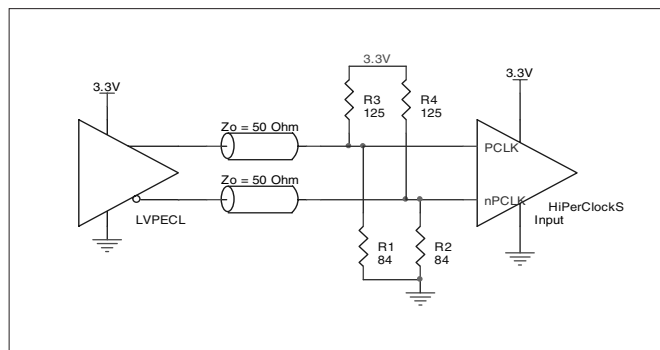 3.3V
3.3V
3.3V
R3
125
R4
125
Zo = 50 Ohm
PCLK
Zo = 50 Ohm
nPCLK
HiPerClockS
Input
LVPECL
R1
84
R2
84